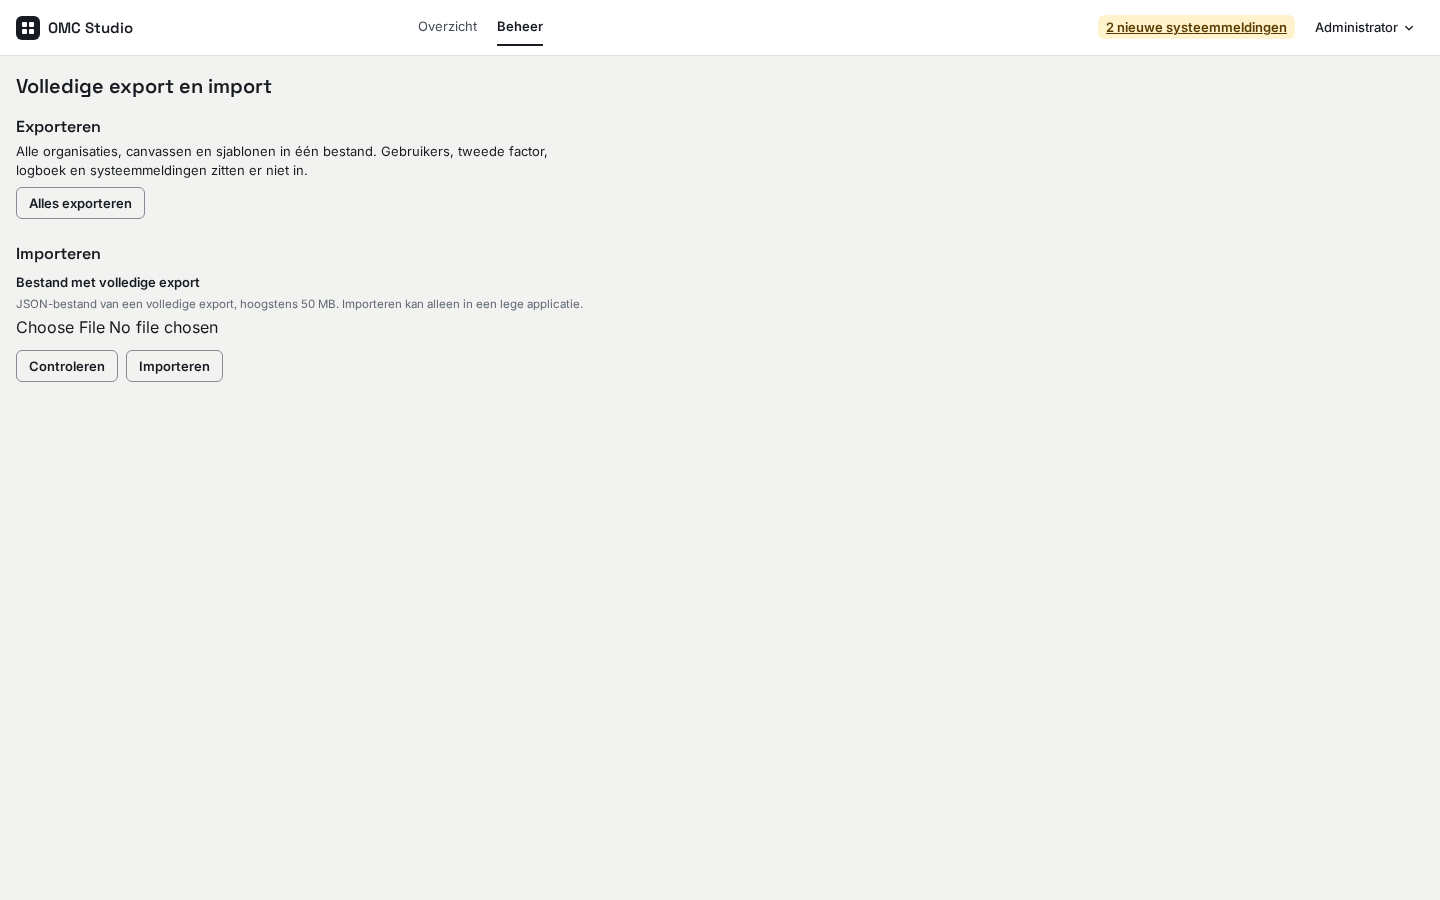 OMC Studio
Overzicht
Beheer
2 nieuwe systeemmeldingen
Administrator
Volledige export en import
Exporteren
Alle organisaties, canvassen en sjablonen in één bestand. Gebruikers, tweede factor,
logboek en systeemmeldingen zitten er niet in.
Alles exporteren
Importeren
Bestand met volledige export
JSON-bestand van een volledige export, hoogstens 50 MB. Importeren kan alleen in een lege applicatie.
Choose File No file chosen
Controleren
Importeren